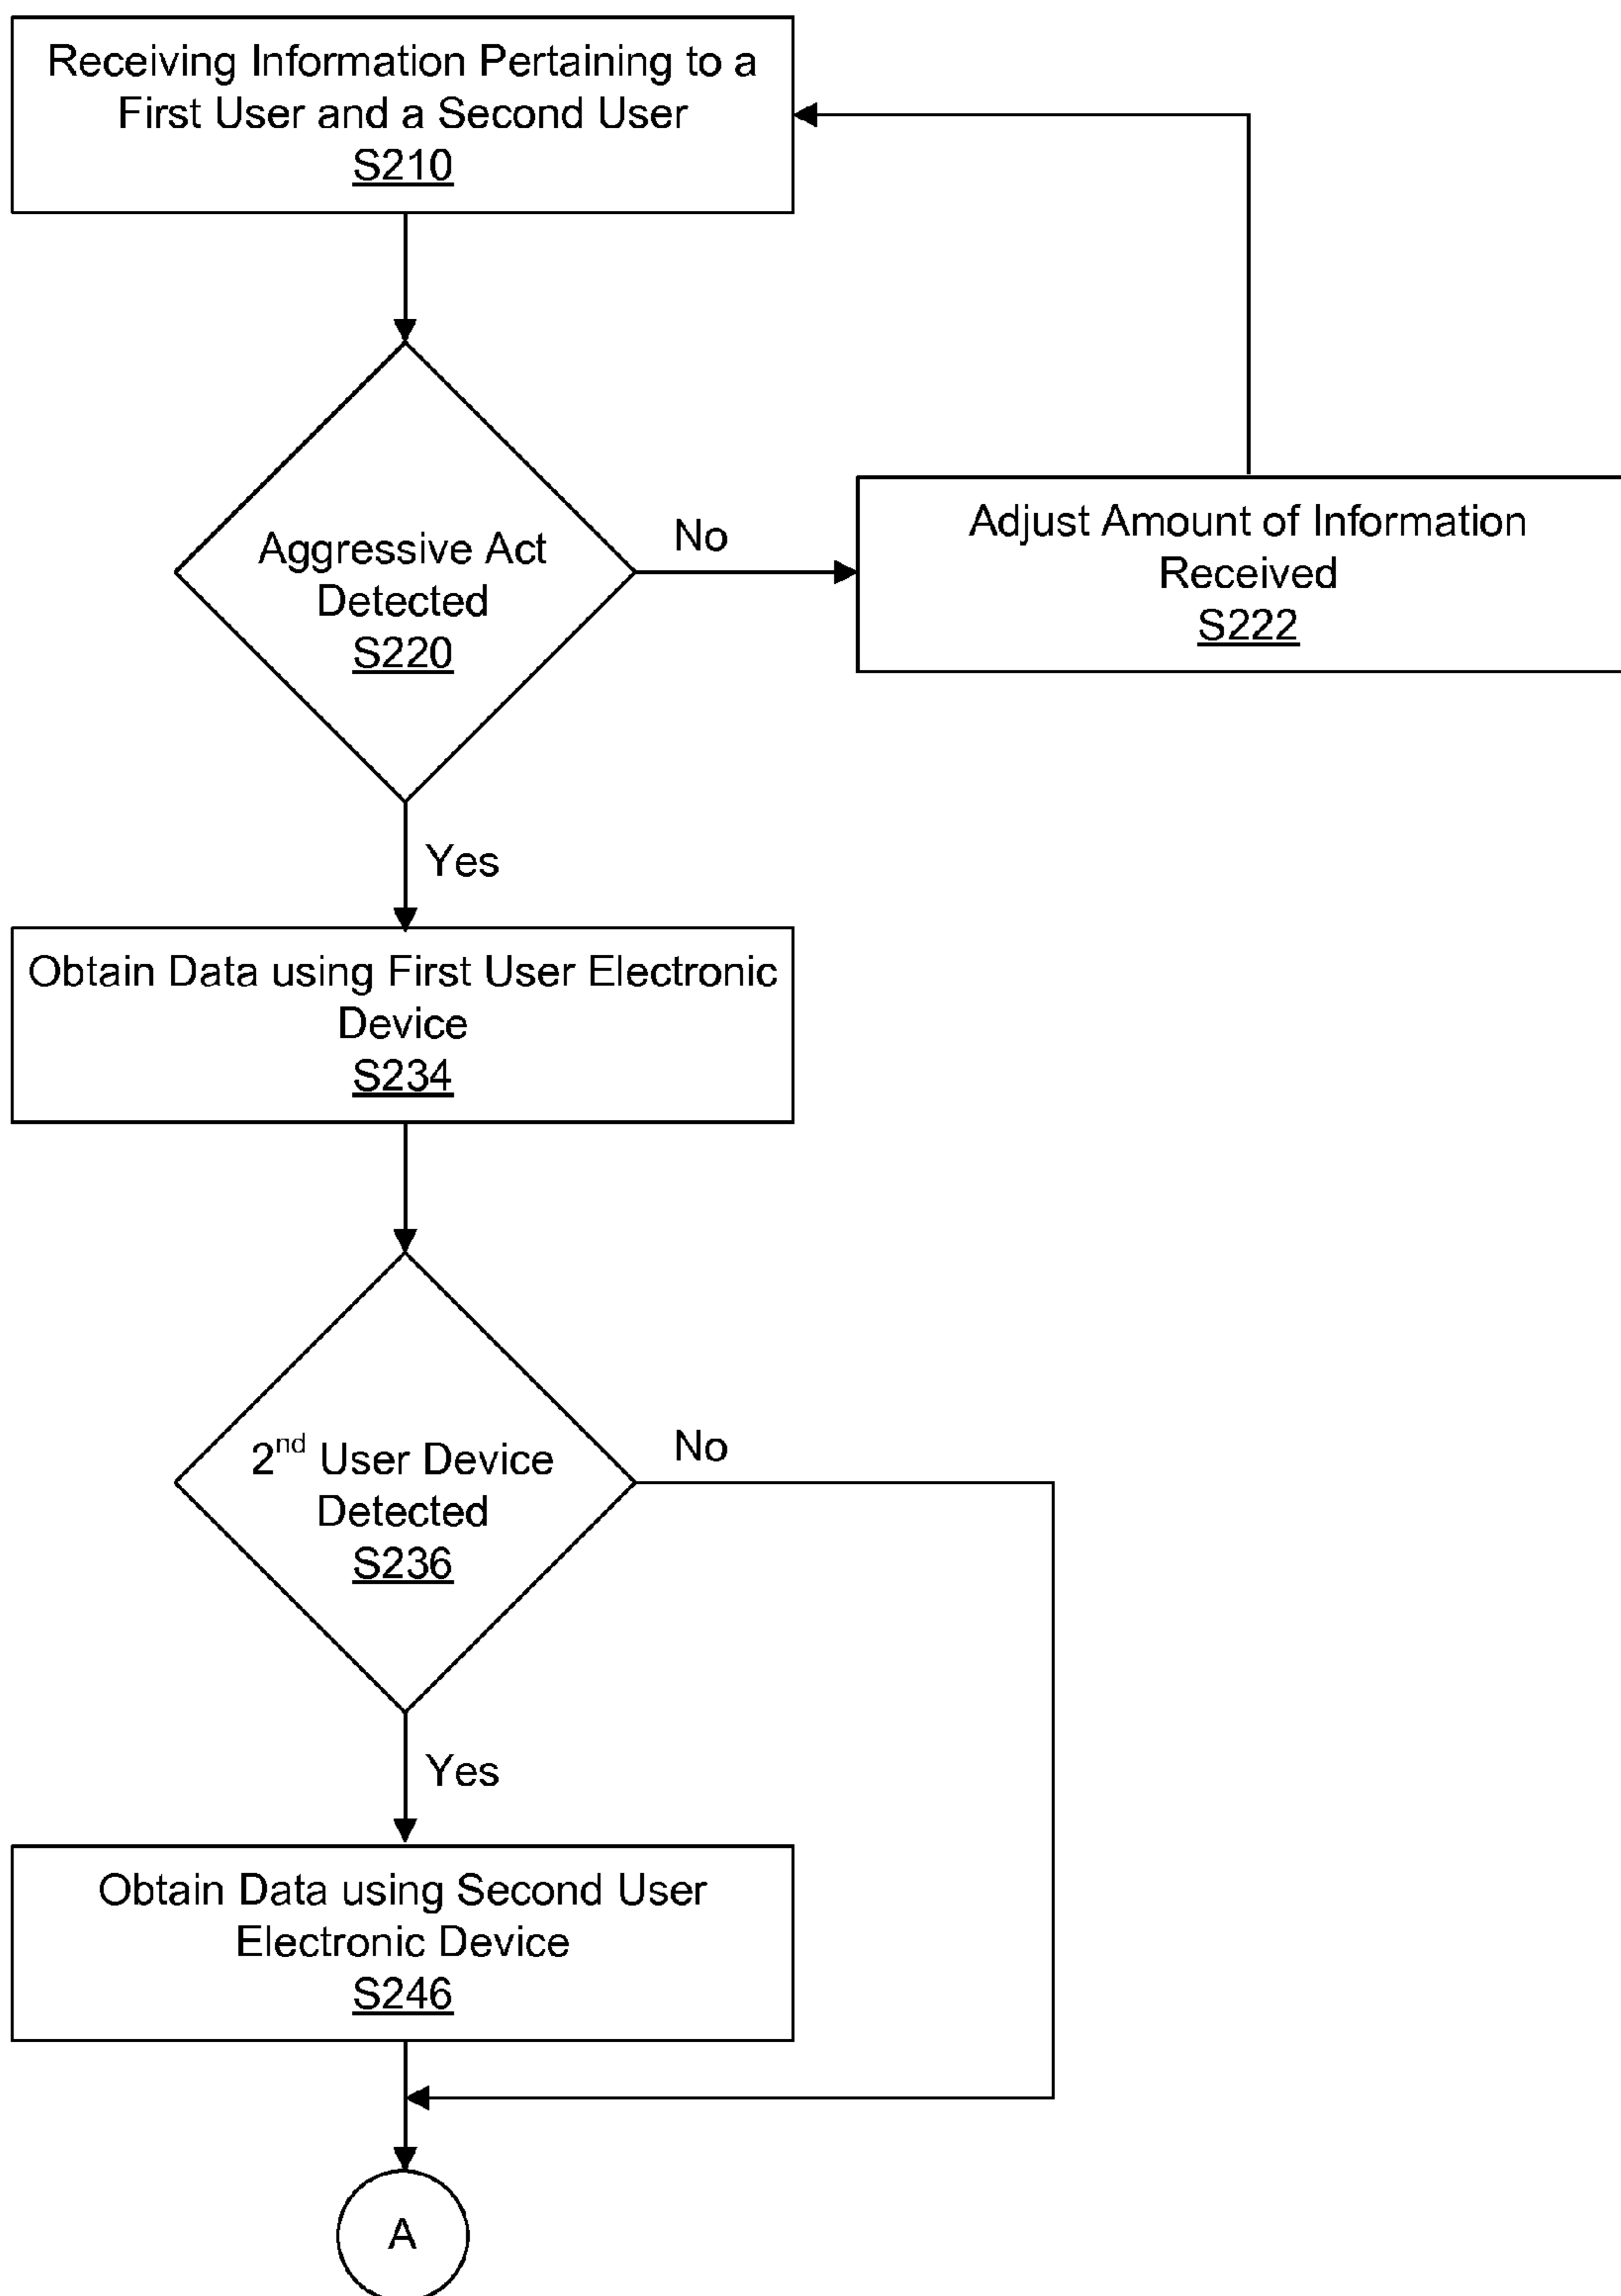 Receiving Information Pertaining to a
First User and a Second User
S210
Aggressive Act
Detected
S220
No
Adjust Amount of Information
Received
S222
Yes
Obtain Data using First User Electronic
Device
S234
2nd User Device
Detected
S236
No
Yes
Obtain Data using Second User
Electronic Device
S246
A